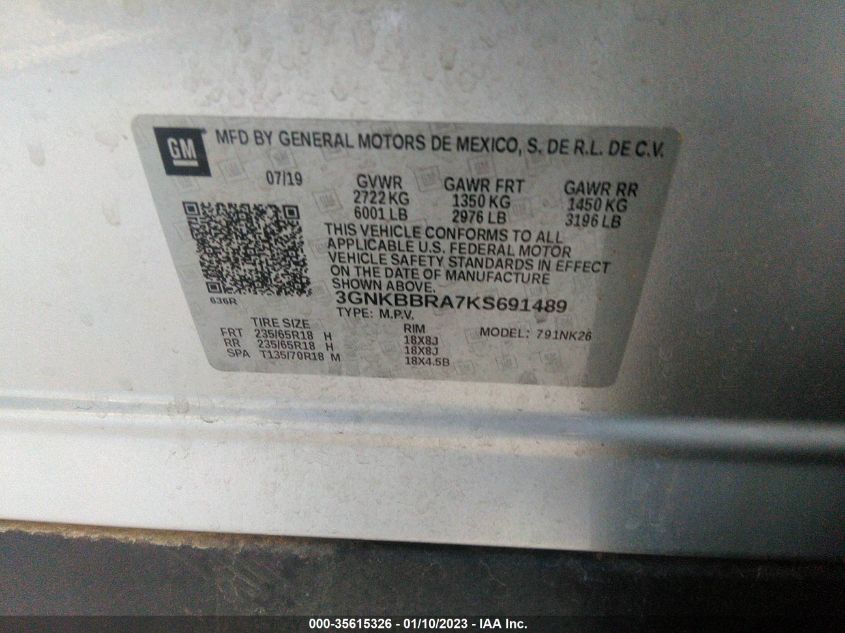 GM
MFD BY GENERAL MOTORS DE MEXICO, S. DE R.L. DE C.V.
07/19 GVWR GAWR FRT GAWR RR
2722 KG 1350 KG 1450 KG
6001 LB 2976 LB 3196 LB
THIS VEHICLE CONFORMS TO ALL
APPLICABLE U.S. FEDERAL MOTOR
VEHICLE SAFETY STANDARDS IN EFFECT
ON THE DATE OF MANUFACTURE
SHOWN ABOVE.
636R
3GNKBBRA7KS691489
TYPE: M.P.V.
TIRE SIZE RIM MODEL: 791NK26
FRT 235/65R18 H 18X8J
RR 235/65R18 H 18X8J
SPA T135/70R18 M 18X4.5B
000-35615326 - 01/10/2023 - IAA Inc.